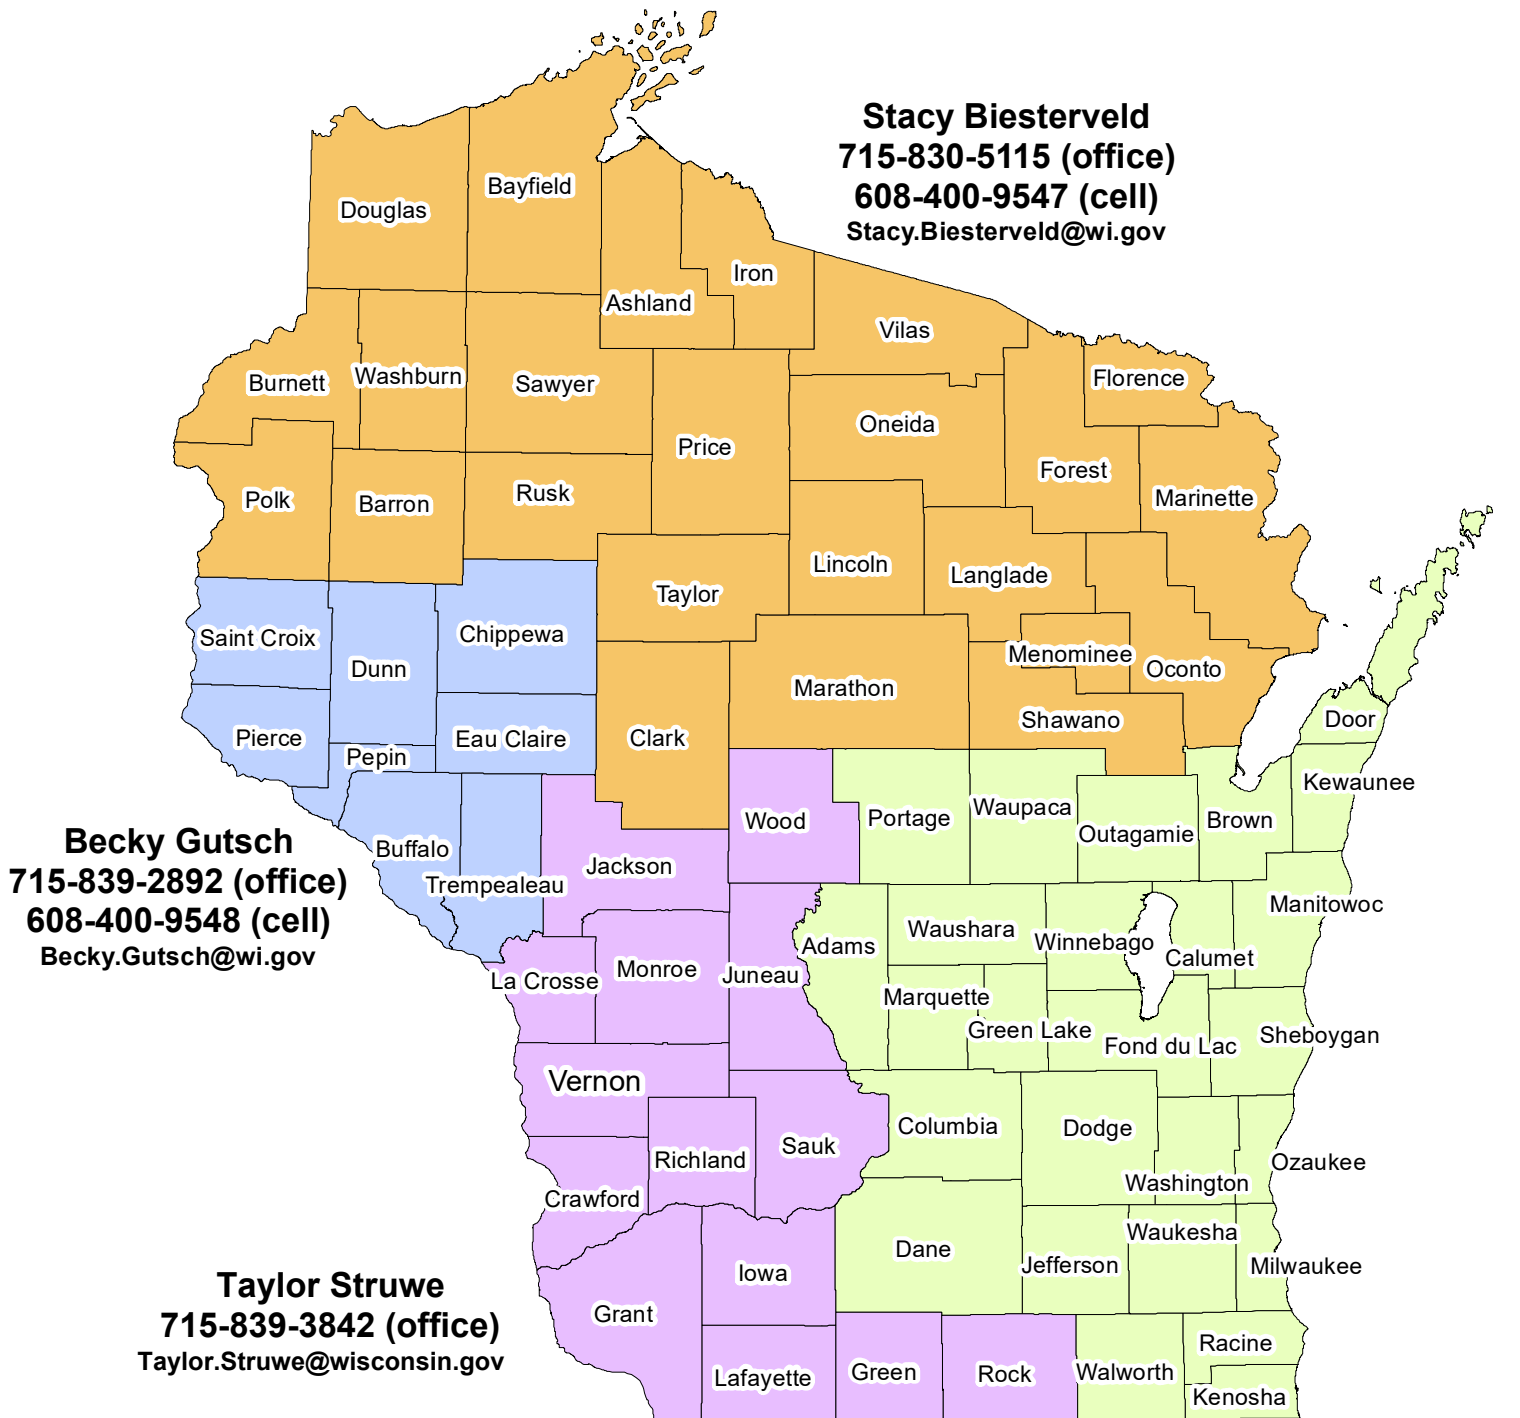 Stacy Biesterveld
715-830-5115 (office)
608-400-9547 (cell)
Stacy.Biesterveld@wi.gov
Bayfield
Douglas
Iron
Ashland
Vilas
Burnett
Washburn
Sawyer
Florence
Oneida
Price
Forest
Polk
Barron
Rusk
Marinette
Lincoln
Langlade
Taylor
Saint Croix
Chippewa
Dunn
Menominee
Oconto
Marathon
Shawano
Door
Pierce
Eau Claire
Clark
Pepin
Kewaunee
Wood
Portage
Waupaca
Outagamie
Brown
Becky Gutsch
715-839-2892 (office)
608-400-9548 (cell)
Becky.Gutsch@wi.gov
Buffalo
Trempealeau
Jackson
Manitowoc
Waushara
Adams
Winnebago
Calumet
La Crosse
Monroe
Juneau
Marquette
Green Lake
Fond du Lac
Sheboygan
Vernon
Columbia
Dodge
Sauk
Richland
Ozaukee
Washington
Crawford
Waukesha
Dane
Jefferson
Milwaukee
Iowa
Taylor Struwe
715-839-3842 (office)
Taylor.Struwe@wisconsin.gov
Grant
Racine
Lafayette
Green
Rock
Walworth
Kenosha